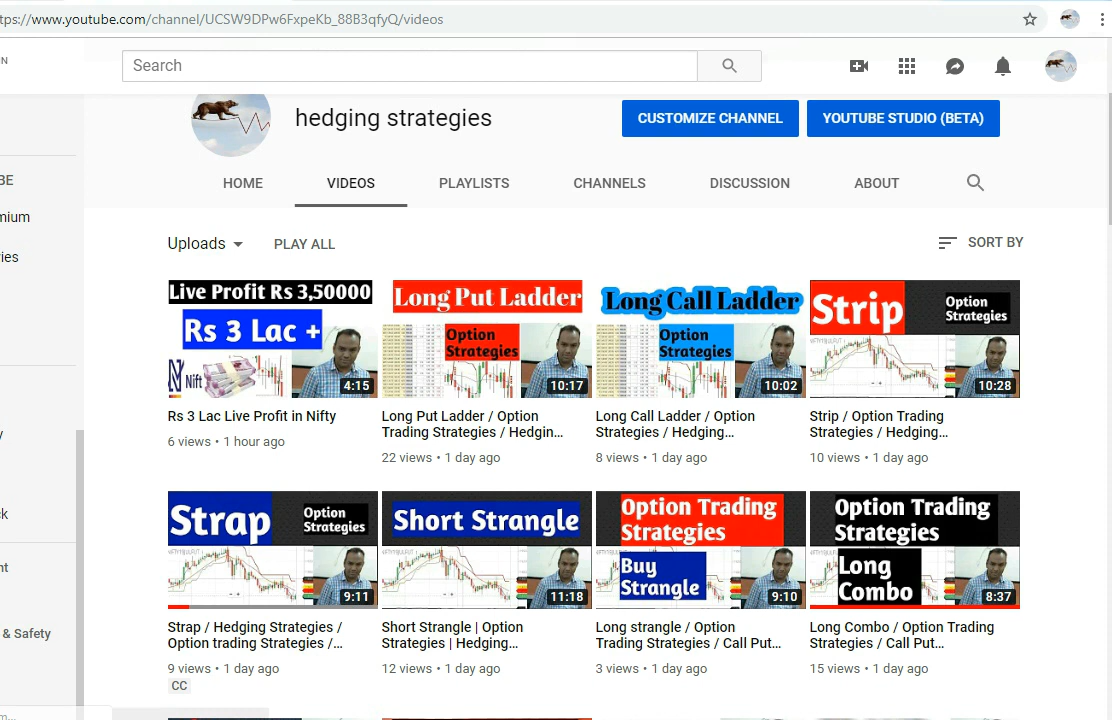 tps://www.youtube.com/channel/UCSW9DPw6FxpeKb_88B3qfyQ/videos
N
Search
hedging strategies
CUSTOMIZE CHANNEL
YOUTUBE STUDIO (BETA)
BE
HOME
VIDEOS
PLAYLISTS
CHANNELS
DISCUSSION
ABOUT
mium
ries
Uploads
PLAY ALL
SORT BY
Live Profit Rs 3,50000
Rs 3 Lac +
Nift
4:15
Long Put Ladder
Option
Strategies
10:17
Long Call Ladder
Option
Strategies
10:02
Strip
Option
Strategies
10:28
Rs 3 Lac Live Profit in Nifty
6 views • 1 hour ago
Long Put Ladder / Option
Trading Strategies / Hedgin...
22 views • 1 day ago
Long Call Ladder / Option
Strategies / Hedging...
8 views • 1 day ago
Strip / Option Trading
Strategies / Hedging...
10 views • 1 day ago
y
ck
nt
& Safety
m...
Strap
Option
Strategies
9:11
Short Strangle
11:18
Option Trading
Strategies
Buy
Strangle
9:10
Option Trading
Strategies
Long
Combo
8:37
Strap / Hedging Strategies /
Option trading Strategies /...
9 views • 1 day ago
CC
Short Strangle | Option
Strategies | Hedging...
12 views • 1 day ago
Long strangle / Option
Trading Strategies / Call Put...
3 views • 1 day ago
Long Combo / Option Trading
Strategies / Call Put...
15 views • 1 day ago